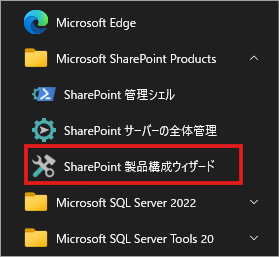 Microsoft Edge
Microsoft SharePoint Products
SharePoint 管理シェル
SharePoint サーバーの全体管理
SharePoint 製品構成ウィザード
Microsoft SQL Server 2022
Microsoft SQL Server Tools 20